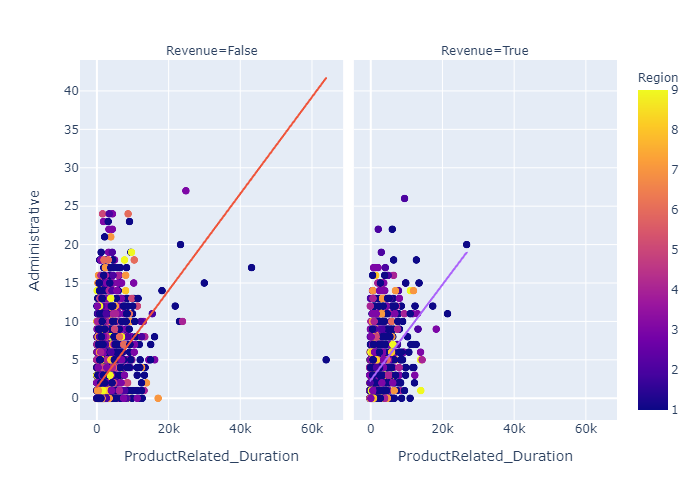 Revenue=False
Revenue=True
Region
Administrative
40
35
30
25
20
15
10
5
0
0
20k
40k
60k
0
20k
40k
60k
ProductRelated_Duration
ProductRelated_Duration
9
8
7
6
5
4
3
2
1